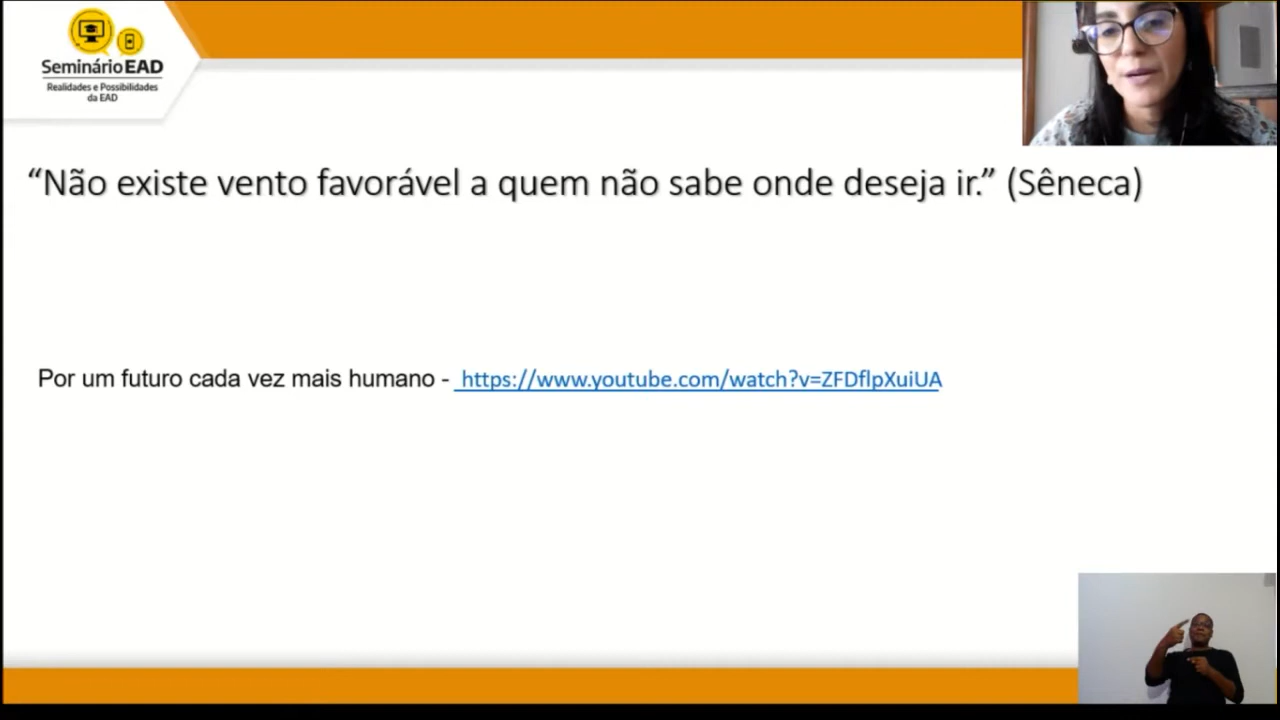 Seminário EAD
Realidades e Possibilidades
da EAD
“Não existe vento favorável a quem não sabe onde deseja ir.” (Sêneca)
Por um futuro cada vez mais humano - https://www.youtube.com/watch?v=ZFDflpXuiUA